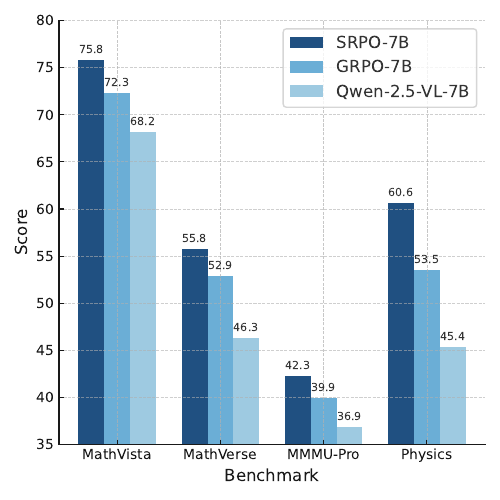 80
75
70
65
60
55
50
45
40
35
Score
SRPO-7B
GRPO-7B
Qwen-2.5-VL-7B
75.8
72.3
68.2
55.8
52.9
46.3
42.3
39.9
36.9
60.6
53.5
45.4
MathVista
MathVerse
MMMU-Pro
Physics
Benchmark